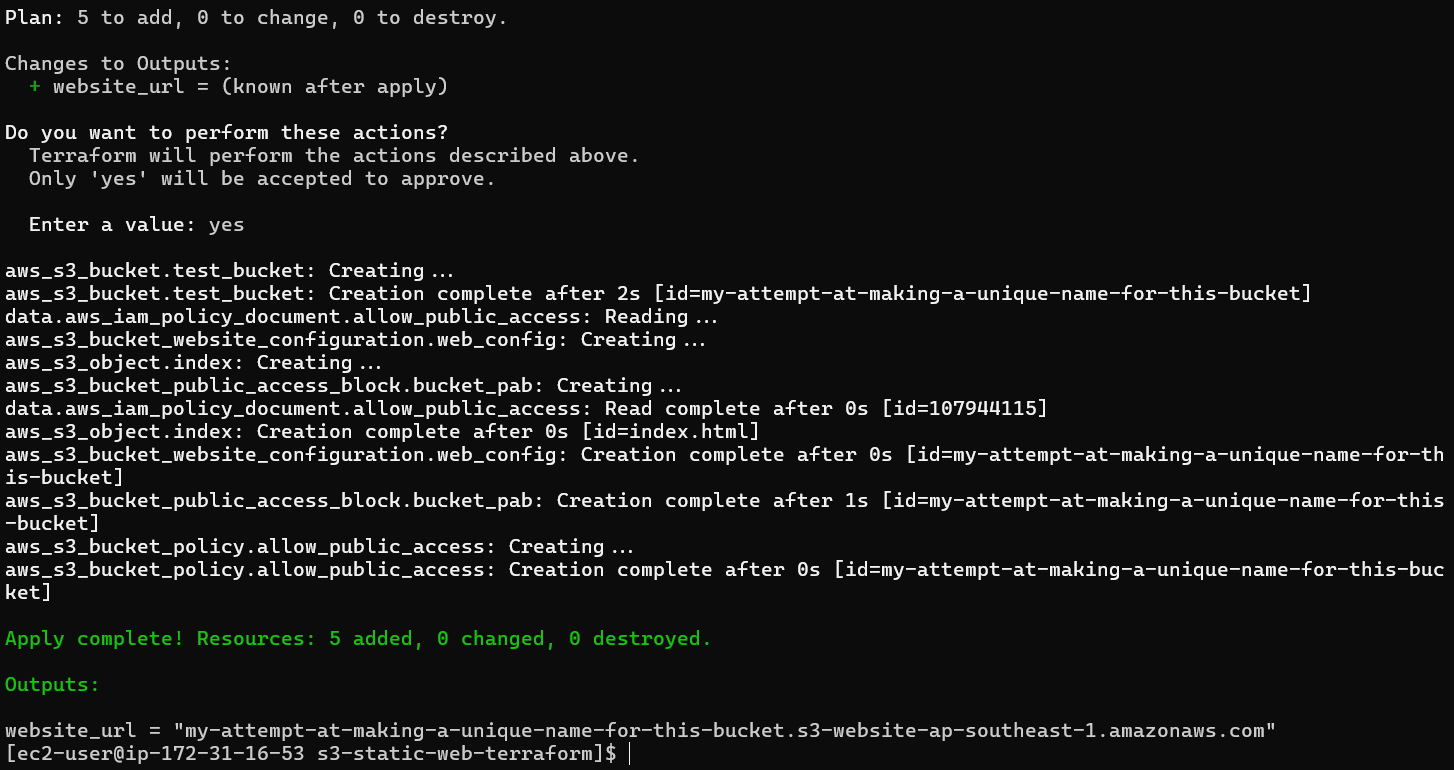 Plan: 5 to add, 0 to change, 0 to destroy.
Changes to Outputs:
  + website_url = (known after apply)
Do you want to perform these actions?
  Terraform will perform the actions described above.
  Only 'yes' will be accepted to approve.
  Enter a value: yes
aws_s3_bucket.test_bucket: Creating...
aws_s3_bucket.test_bucket: Creation complete after 2s [id=my-attempt-at-making-a-unique-name-for-this-bucket]
data.aws_iam_policy_document.allow_public_access: Reading...
aws_s3_bucket_website_configuration.web_config: Creating...
aws_s3_object.index: Creating...
aws_s3_bucket_public_access_block.bucket_pab: Creating...
data.aws_iam_policy_document.allow_public_access: Read complete after 0s [id=107944115]
aws_s3_object.index: Creation complete after 0s [id=index.html]
aws_s3_bucket_website_configuration.web_config: Creation complete after 0s [id=my-attempt-at-making-a-unique-name-for-th
is-bucket]
aws_s3_bucket_public_access_block.bucket_pab: Creation complete after 1s [id=my-attempt-at-making-a-unique-name-for-this
-bucket]
aws_s3_bucket_policy.allow_public_access: Creating...
aws_s3_bucket_policy.allow_public_access: Creation complete after 0s [id=my-attempt-at-making-a-unique-name-for-this-buc
ket]
Apply complete! Resources: 5 added, 0 changed, 0 destroyed.
Outputs:
website_url = "my-attempt-at-making-a-unique-name-for-this-bucket.s3-website-ap-southeast-1.amazonaws.com"
[ec2-user@ip-172-31-16-53 s3-static-web-terraform]$